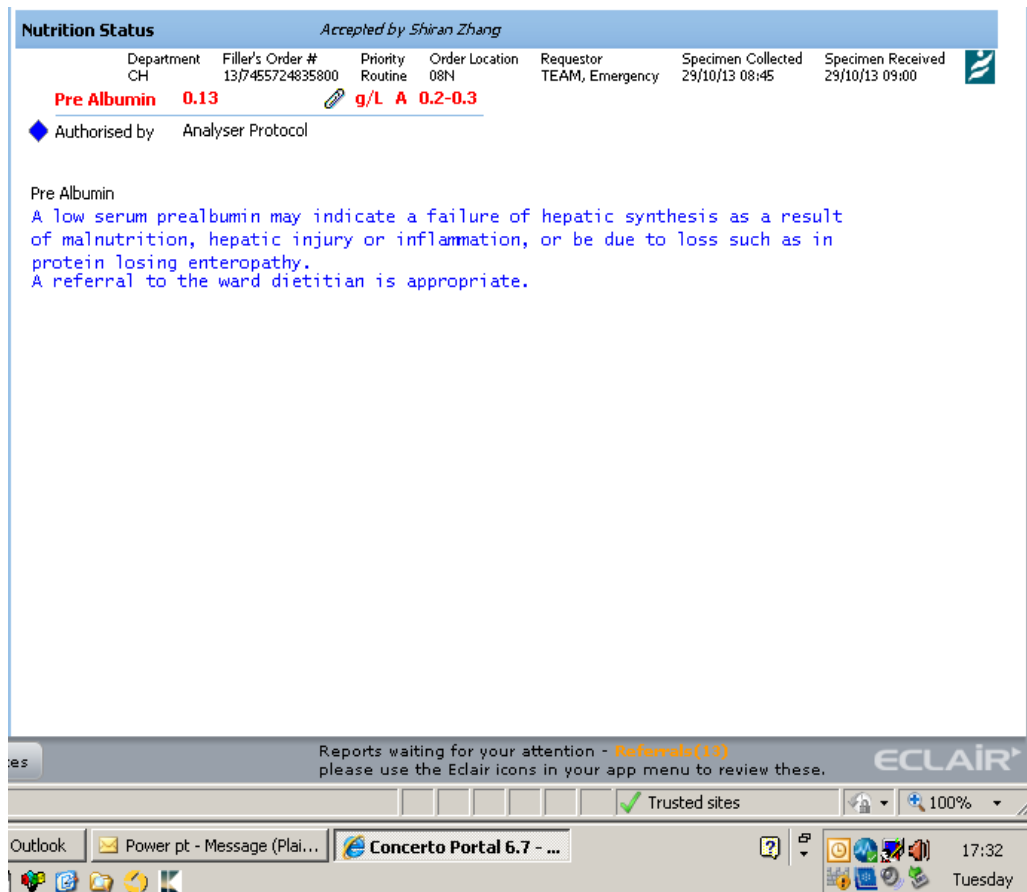 Nutrition Status Accepted by Shiran Zhang
Department Filler's Order # Priority Order Location Requestor Specimen Collected Specimen Received
CH 13/7455724835800 Routine 08N TEAM, Emergency 29/10/13 08:45 29/10/13 09:00
Pre Albumin 0.13 g/L A 0.2-0.3
Authorised by Analyser Protocol
Pre Albumin
A low serum prealbumin may indicate a failure of hepatic synthesis as a result
of malnutrition, hepatic injury or inflammation, or be due to loss such as in
protein losing enteropathy.
A referral to the ward dietitian is appropriate.
es
Reports waiting for your attention - Referrals(13)
please use the Eclair icons in your app menu to review these.
ECLAIR
Trusted sites 100%
Outlook Power pt - Message (Plai... Concerto Portal 6.7 - ... 17:32
Tuesday